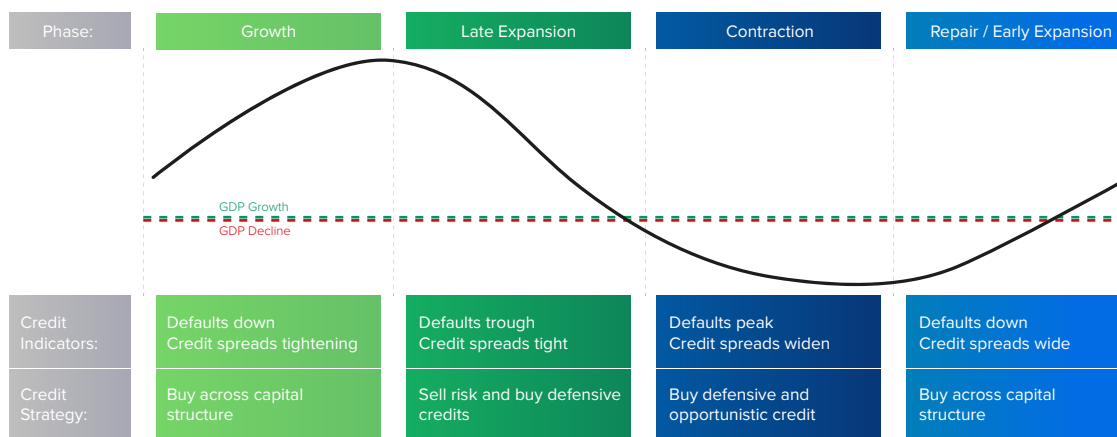 Phase:
Growth
Late Expansion
Contraction
Repair / Early Expansion
GDP Growth
GDP Decline
Credit
Indicators:
Defaults down
Credit spreads tightening
Defaults trough
Credit spreads tight
Defaults peak
Credit spreads widen
Defaults down
Credit spreads wide
Credit
Strategy:
Buy across capital
structure
Sell risk and buy defensive
credits
Buy defensive and
opportunistic credit
Buy across capital
structure